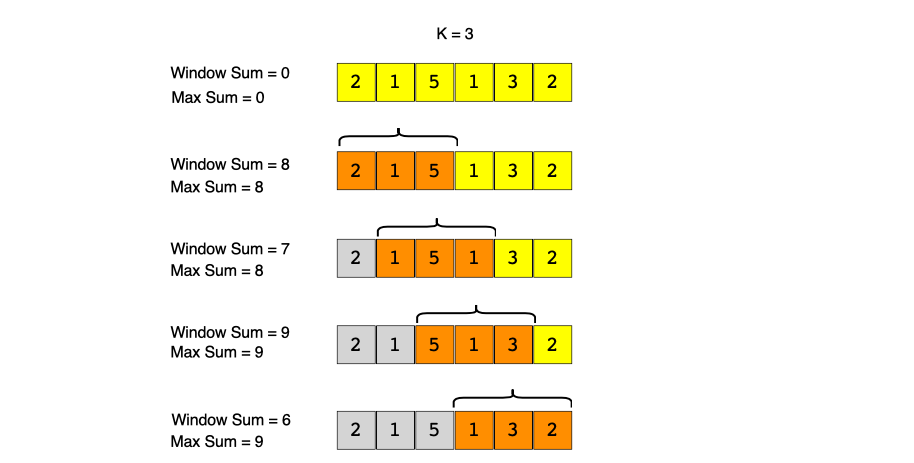 K = 3
Window Sum = 0
Max Sum = 0
2 1 5 1 3 2
Window Sum = 8
Max Sum = 8
2 1 5 1 3 2
Window Sum = 7
Max Sum = 8
2 1 5 1 3 2
Window Sum = 9
Max Sum = 9
2 1 5 1 3 2
Window Sum = 6
Max Sum = 9
2 1 5 1 3 2